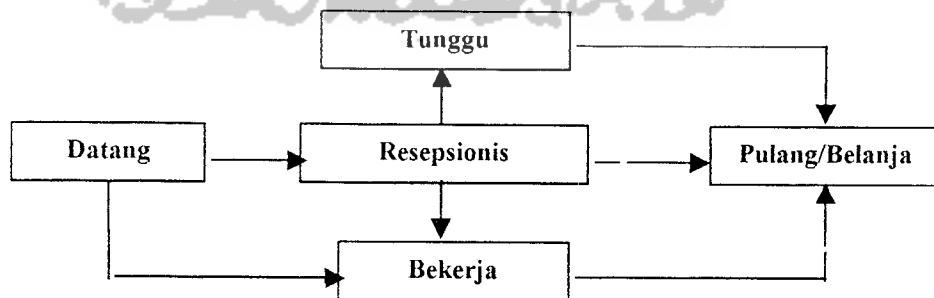 Tunggu
Datang
Resepsionis
Pulang/Belanja
Bekerja